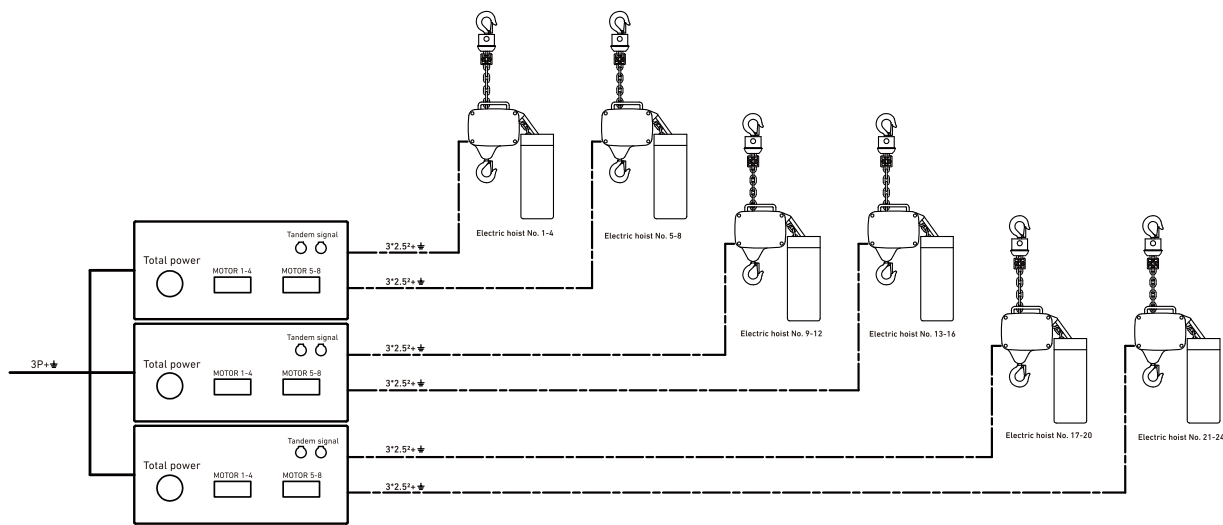 Electric hoist No. 1-4
Electric hoist No. 5-8
Tandem signal
Total power
MOTOR 1-4
MOTOR 5-8
3*2.5²+⏚
3*2.5²+⏚
Electric hoist No. 9-12
Electric hoist No. 13-16
Tandem signal
Total power
MOTOR 1-4
MOTOR 5-8
3*2.5²+⏚
3*2.5²+⏚
3P+⏚
Electric hoist No. 17-20
Electric hoist No. 21-24
Tandem signal
Total power
MOTOR 1-4
MOTOR 5-8
3*2.5²+⏚
3*2.5²+⏚